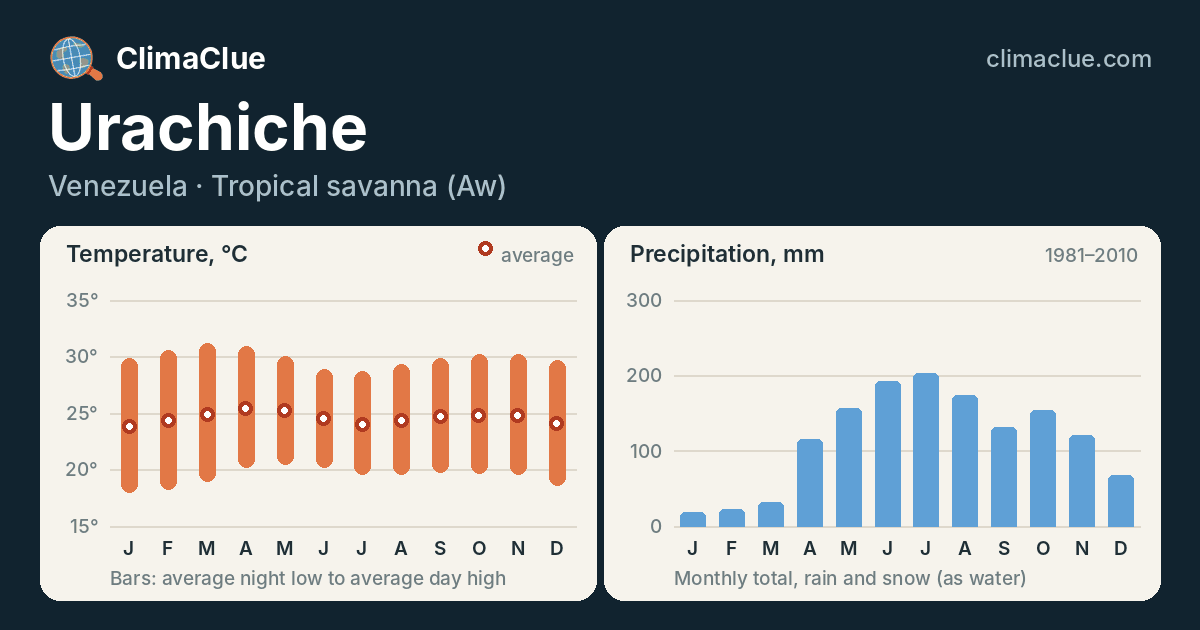 ClimaClue
climaclue.com
Urachiche
Venezuela · Tropical savanna (Aw)
Temperature, °C
average
35°
30°
25°
20°
15°
J F M A M J J A S O N D
Bars: average night low to average day high
Precipitation, mm
1981–2010
300
200
100
0
J F M A M J J A S O N D
Monthly total, rain and snow (as water)